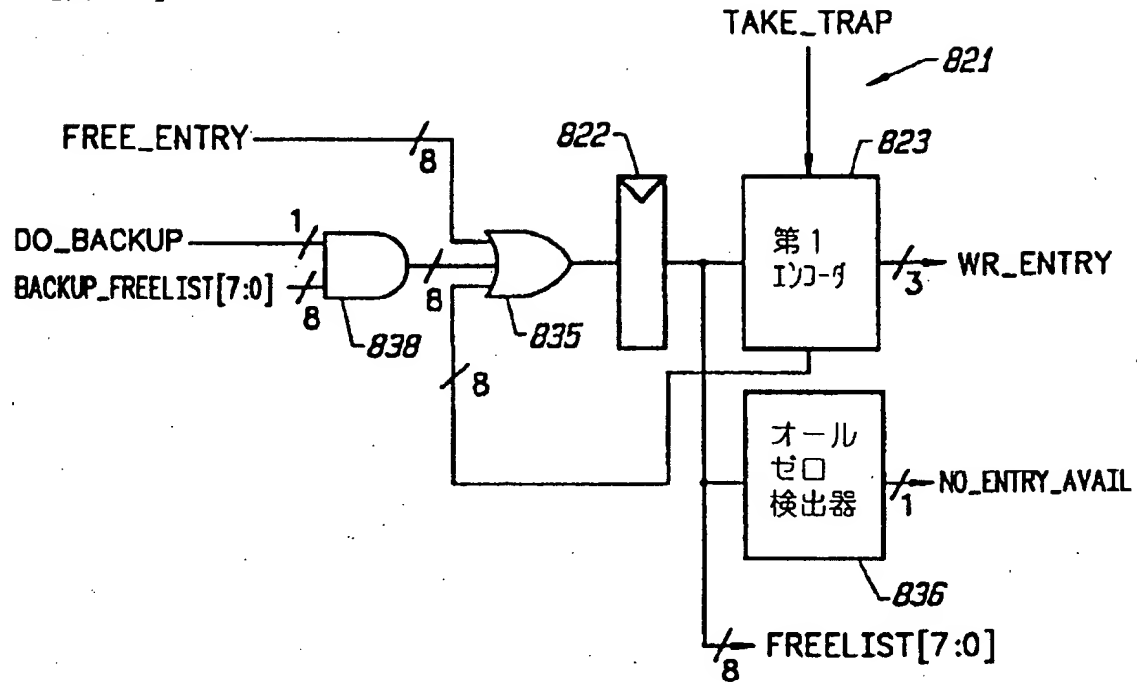 TAKE_TRAP
821
FREE_ENTRY
8
822
823
DO_BACKUP
1
BACKUP_FREELIST[7:0]
8
838
8
835
第1
エンコーダ
3
WR_ENTRY
8
オール
ゼロ
検出器
1
NO_ENTRY_AVAIL
836
8
FREELIST[7:0]